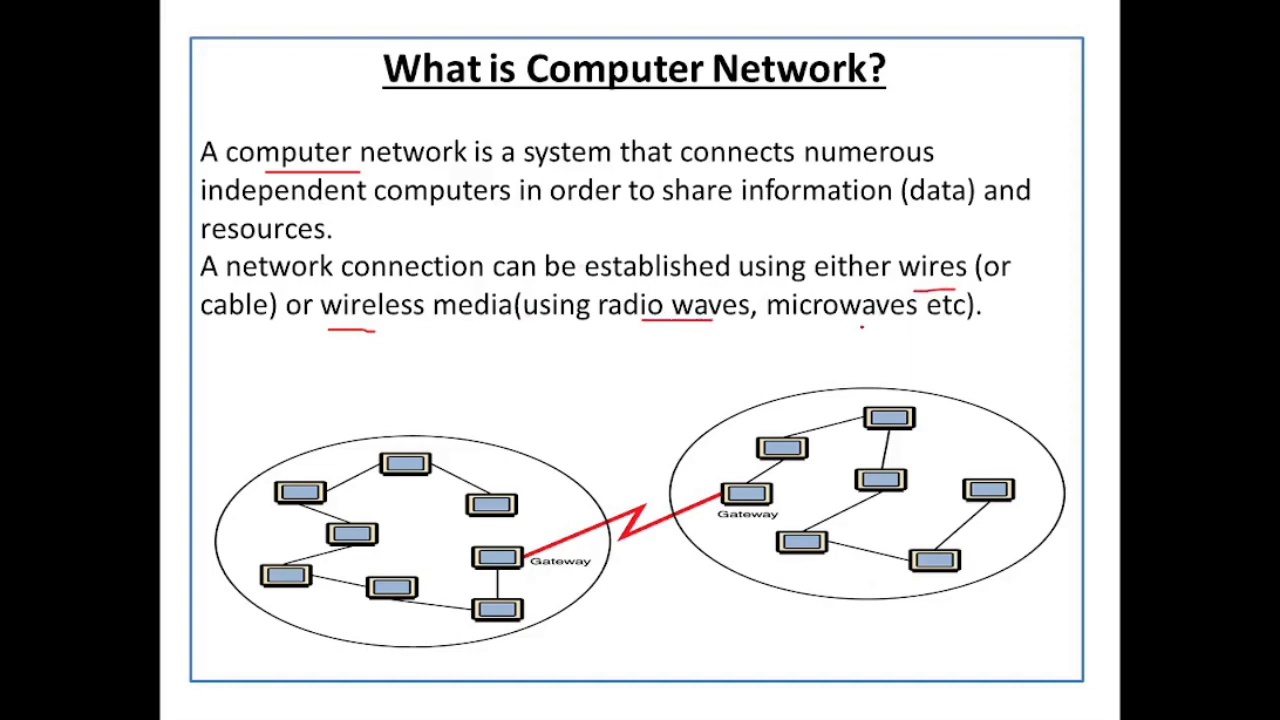 What is Computer Network?
A computer network is a system that connects numerous
independent computers in order to share information (data) and
resources.
A network connection can be established using either wires (or
cable) or wireless media(using radio waves, microwaves etc).
Gateway
Gateway